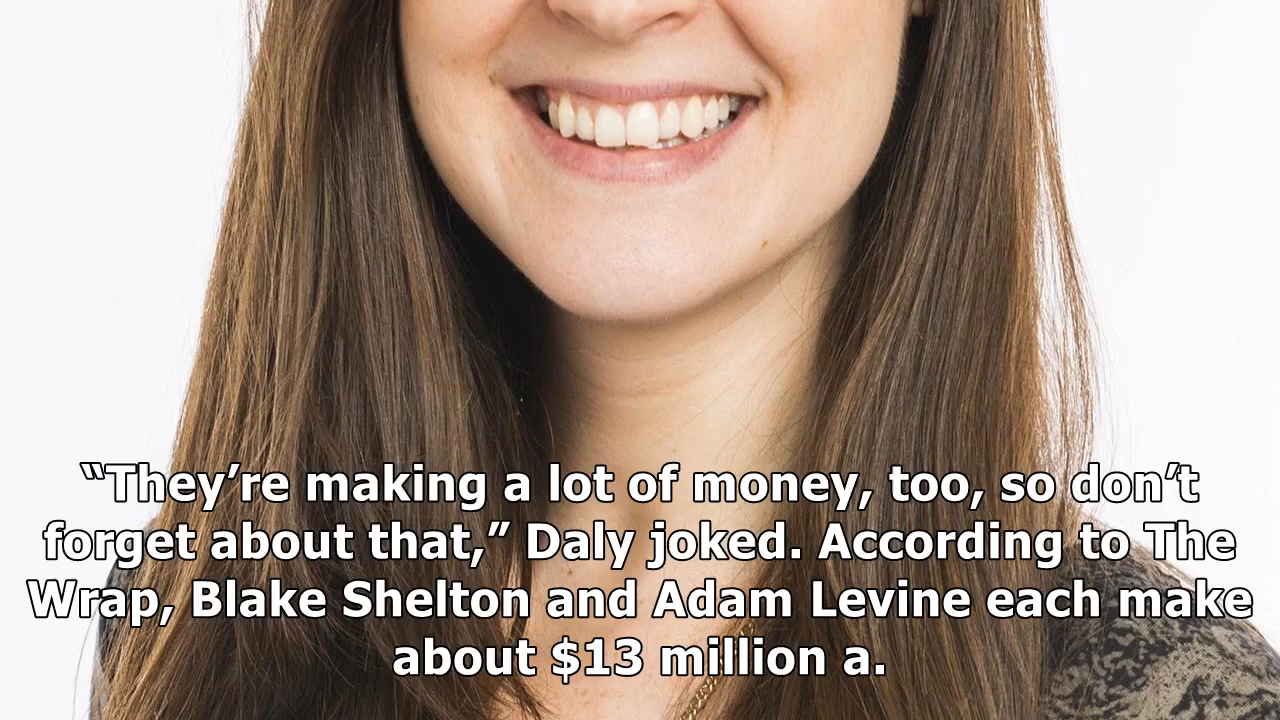 “They’re making a lot of money, too, so don’t
forget about that,” Daly joked. According to The
Wrap, Blake Shelton and Adam Levine each make
about $13 million a.